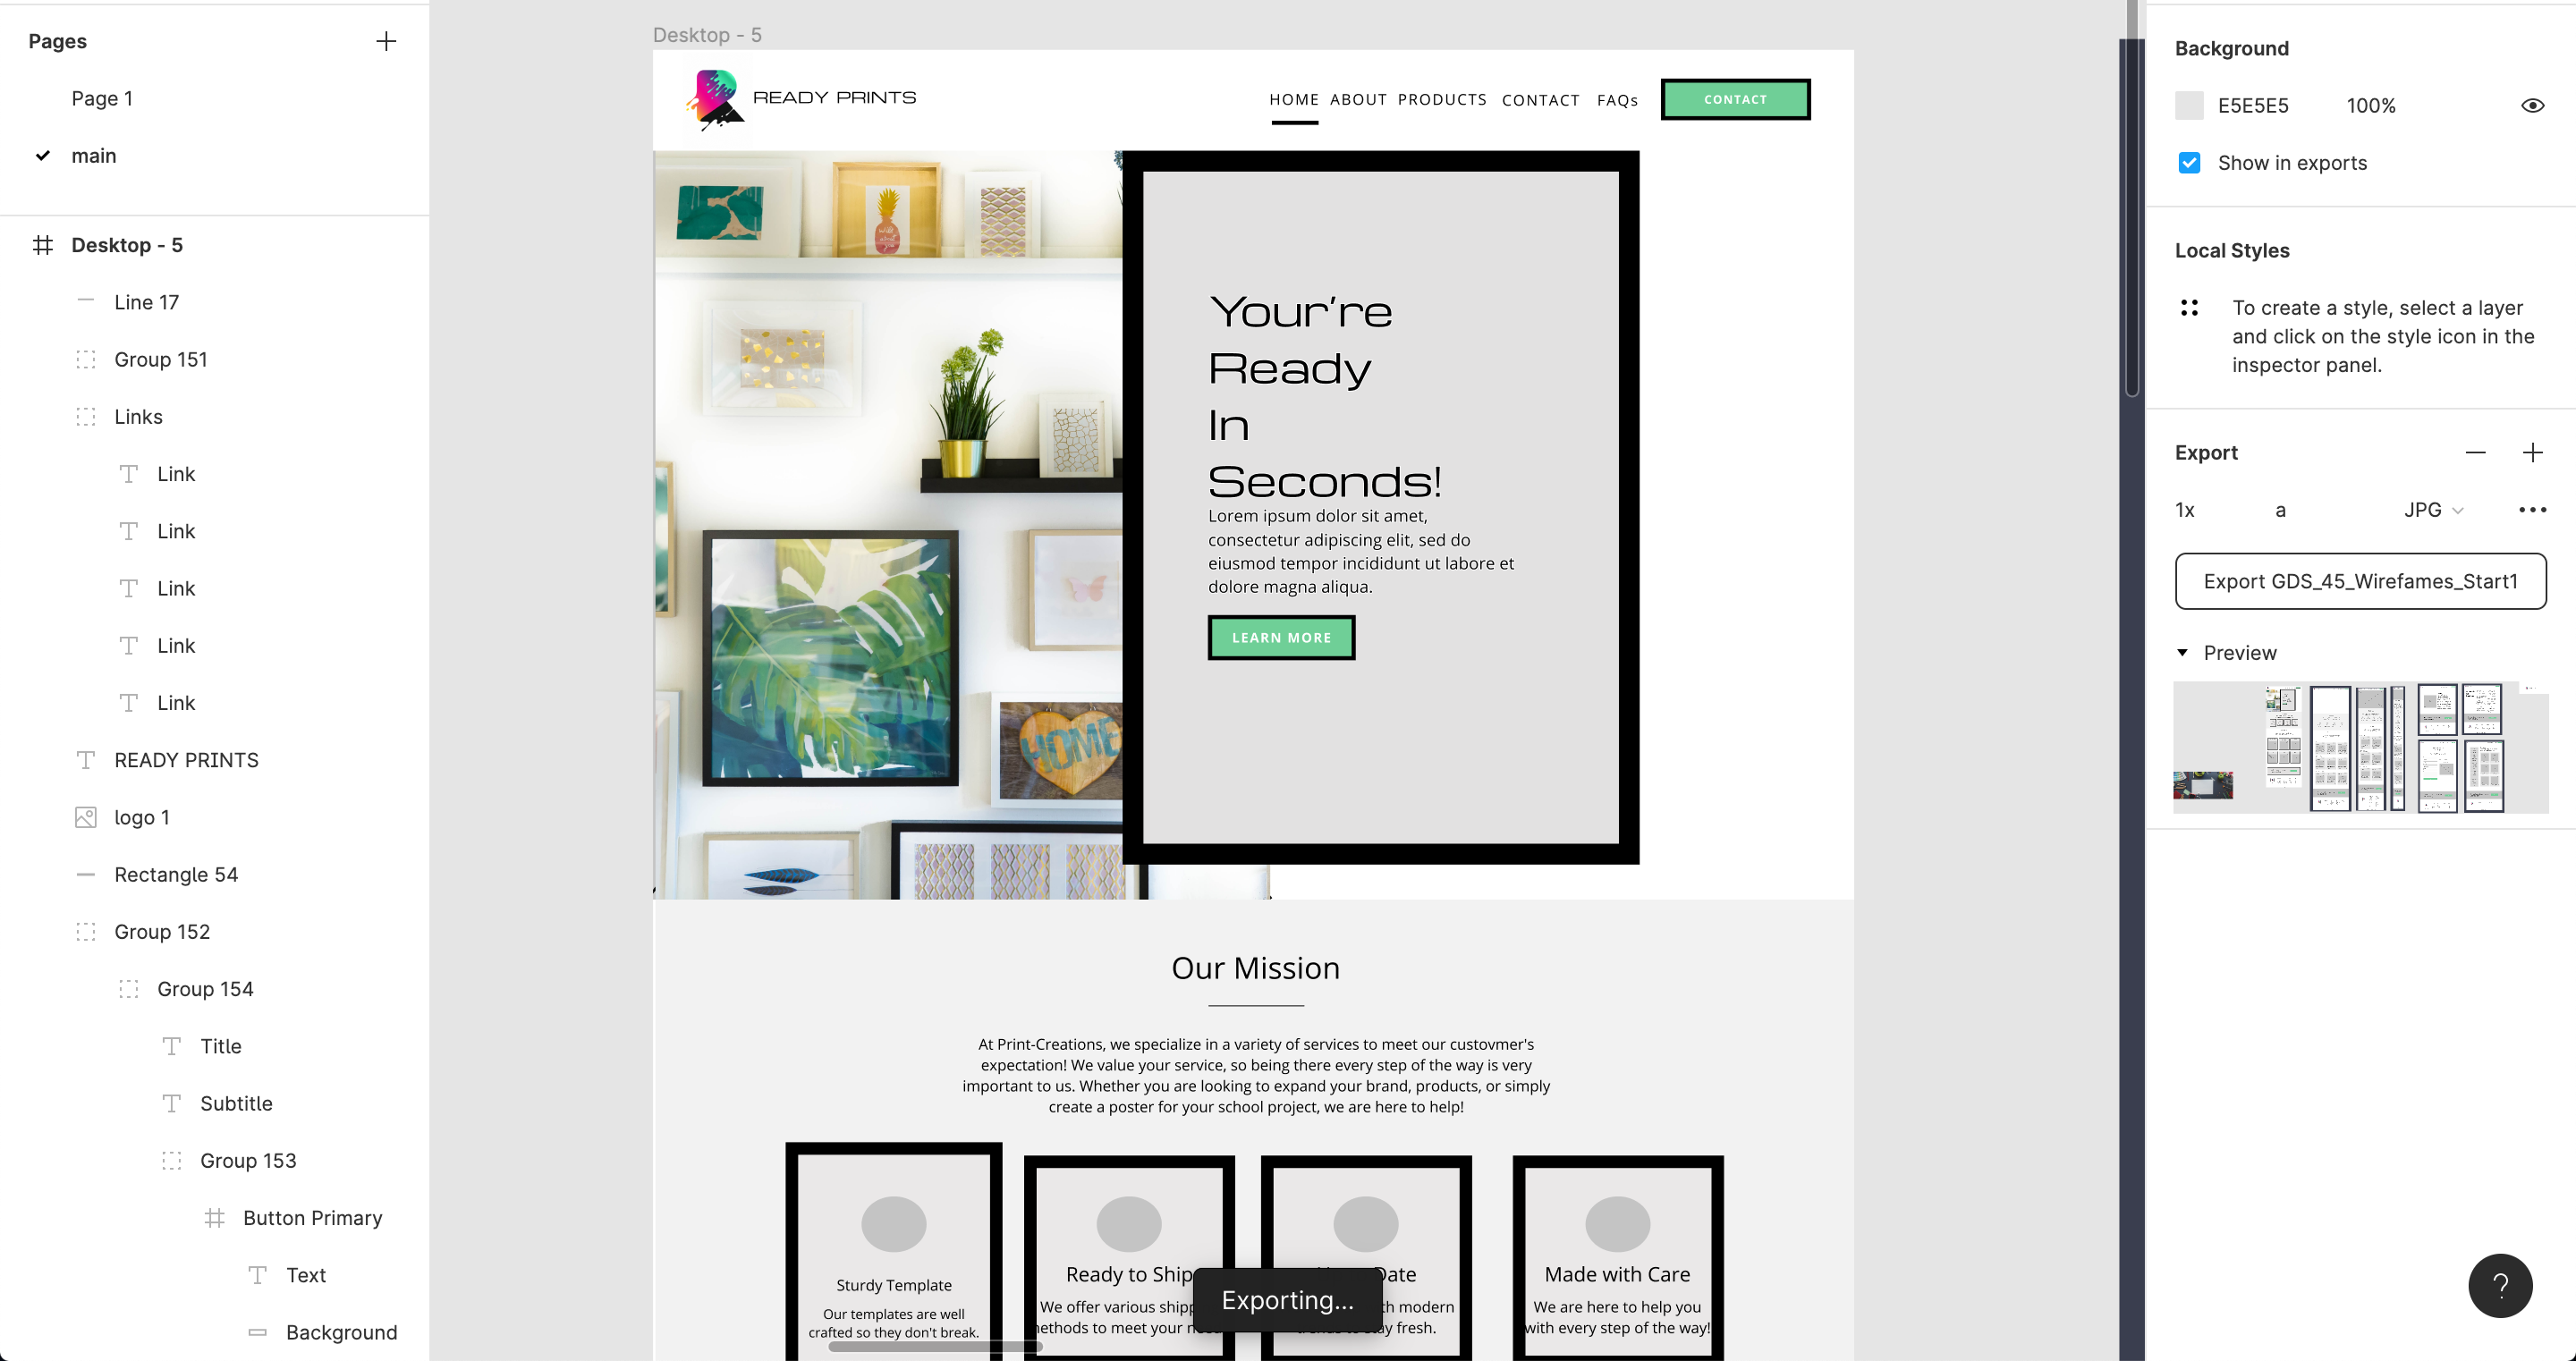 Pages
Page 1
main
Desktop - 5
Line 17
Group 151
Links
Link
Link
Link
Link
Link
READY PRINTS
logo 1
Rectangle 54
Group 152
Group 154
Title
Subtitle
Group 153
Button Primary
Text
Background
Desktop - 5
READY PRINTS
HOME ABOUT PRODUCTS CONTACT FAQs
CONTACT
Your're
Ready
In
Seconds!
Lorem ipsum dolor sit amet,
consectetur adipiscing elit, sed do
eiusmod tempor incididunt ut labore et
dolore magna aliqua.
LEARN MORE
HOME
Our Mission
At Print-Creations, we specialize in a variety of services to meet our custovmer's
expectation! We value your service, so being there every step of the way is very
important to us. Whether you are looking to expand your brand, products, or simply
create a poster for your school project, we are here to help!
Sturdy Template
Our templates are well
crafted so they don't break.
Ready to Ship
We offer various
to meet your
Date
modern
fresh.
Made with Care
We are here to help you
with every step of the way!
Exporting...
Background
E5E5E5 100%
Show in exports
Local Styles
To create a style, select a layer
and click on the style icon in the
inspector panel.
Export
1x a JPG
Export GDS_45_Wirefames_Start1
Preview
?